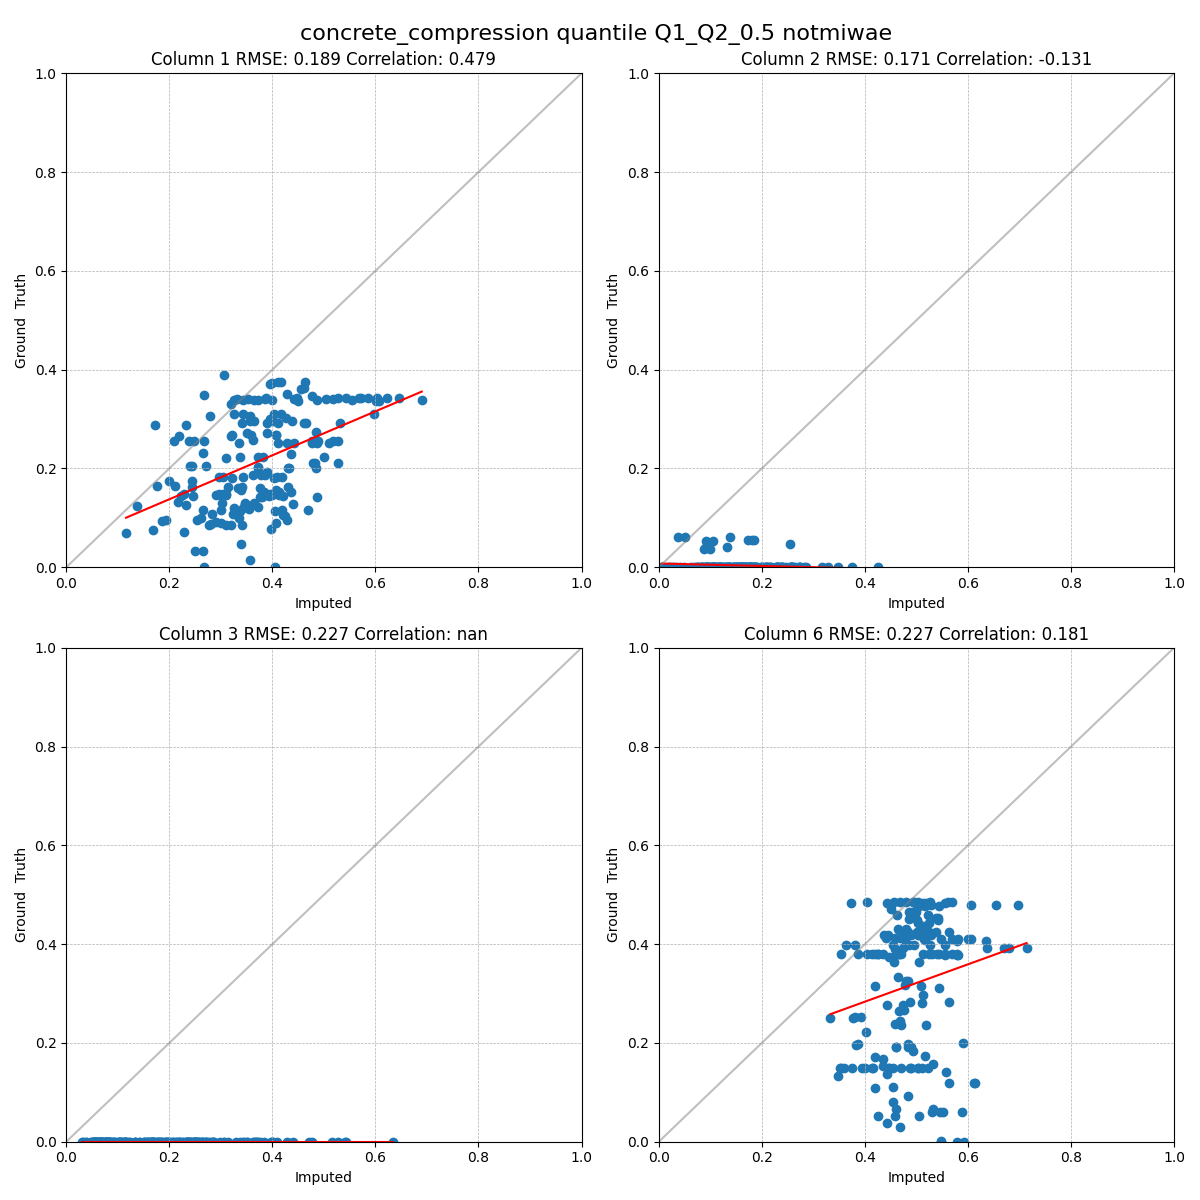 concrete_compression quantile Q1_Q2_0.5 notmiwae
Column 1 RMSE: 0.189 Correlation: 0.479
1.0
0.8
0.6
0.4
0.2
0.0
Ground Truth
0.0 0.2 0.4 0.6 0.8 1.0
Imputed
Column 2 RMSE: 0.171 Correlation: -0.131
1.0
0.8
0.6
0.4
0.2
0.0
Ground Truth
0.0 0.2 0.4 0.6 0.8 1.0
Imputed
Column 3 RMSE: 0.227 Correlation: nan
1.0
0.8
0.6
0.4
0.2
0.0
Ground Truth
0.0 0.2 0.4 0.6 0.8 1.0
Imputed
Column 6 RMSE: 0.227 Correlation: 0.181
1.0
0.8
0.6
0.4
0.2
0.0
Ground Truth
0.0 0.2 0.4 0.6 0.8 1.0
Imputed